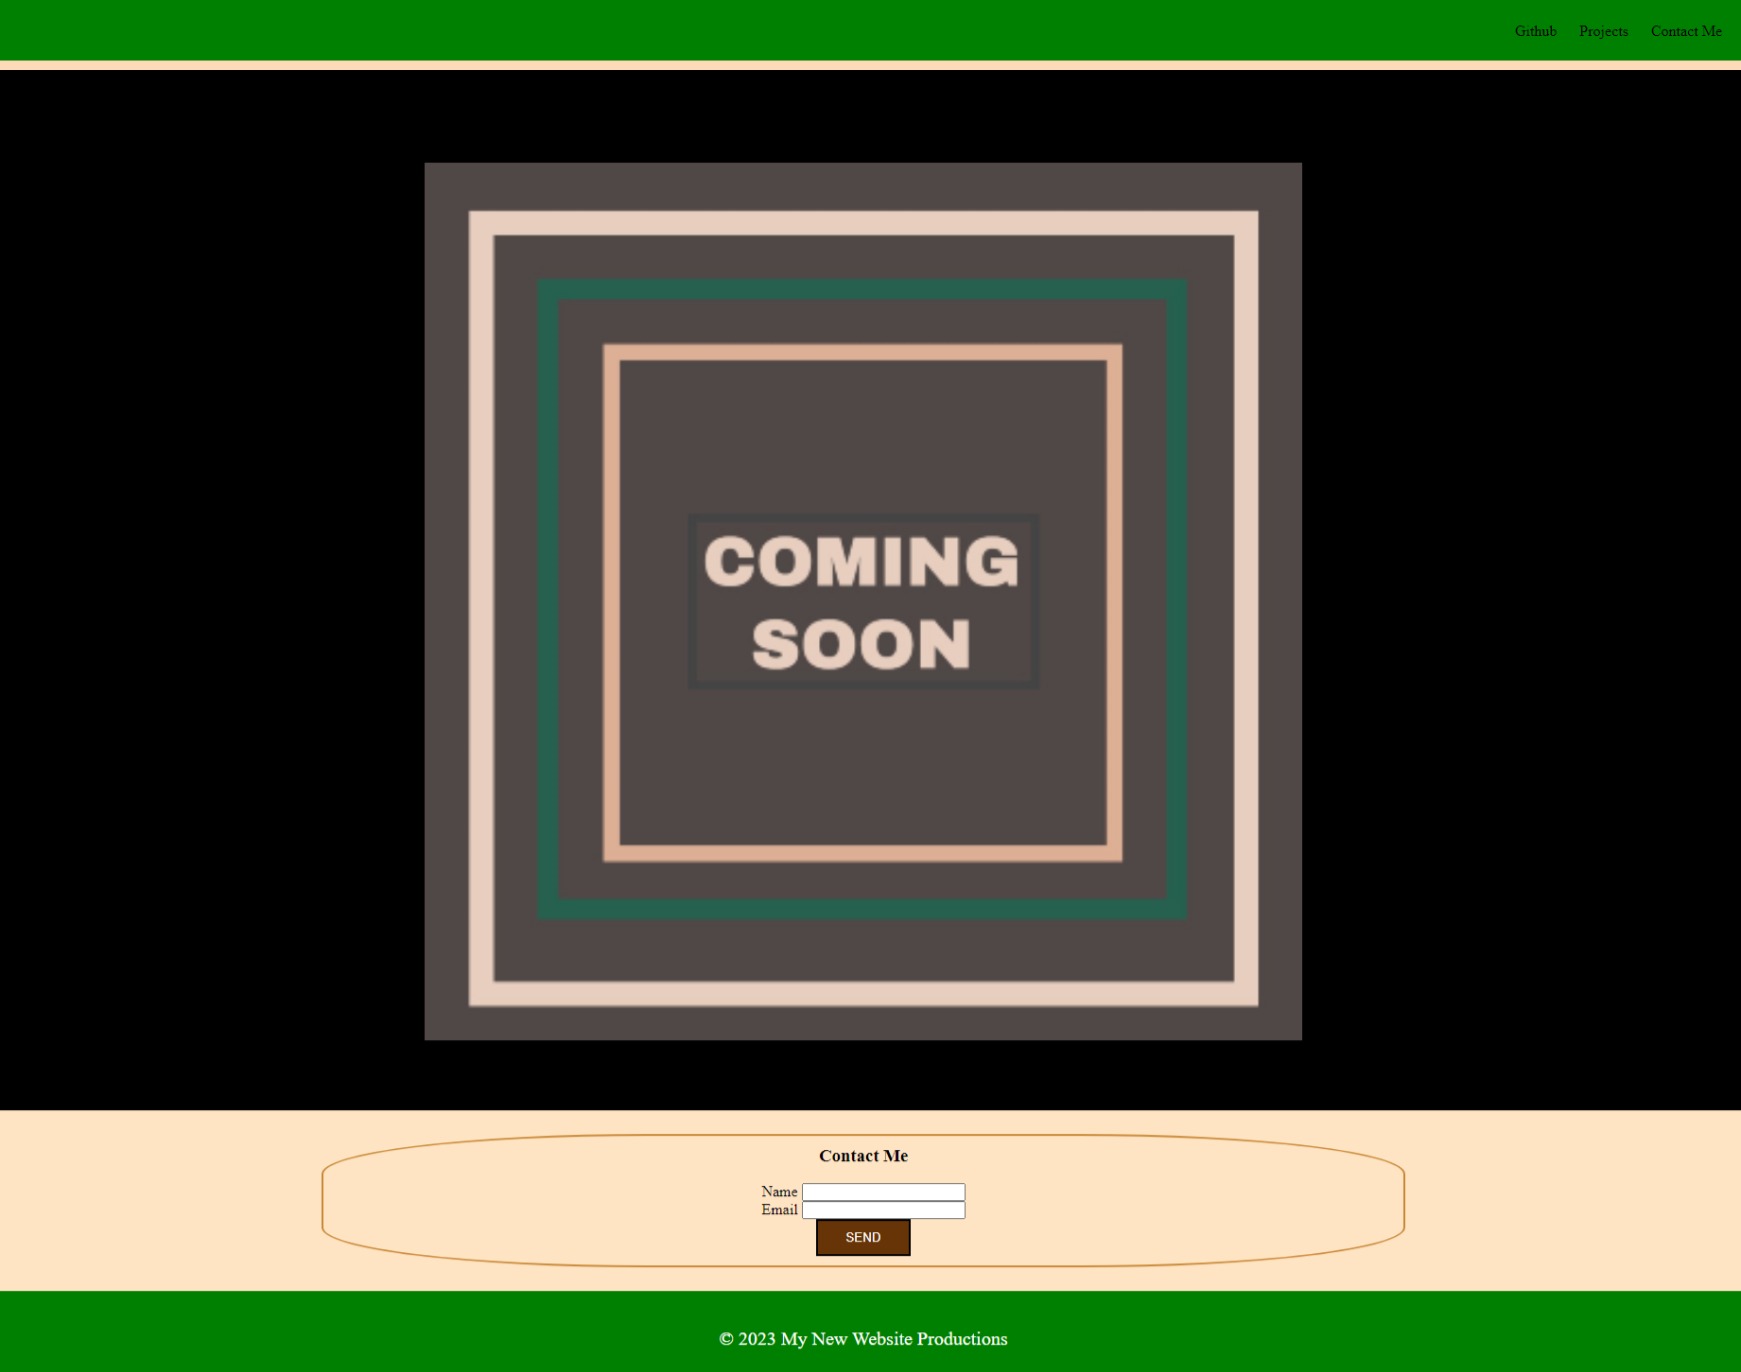 Github Projects Contact Me
COMING
SOON
Contact Me
Name
Email
SEND
© 2023 My New Website Productions